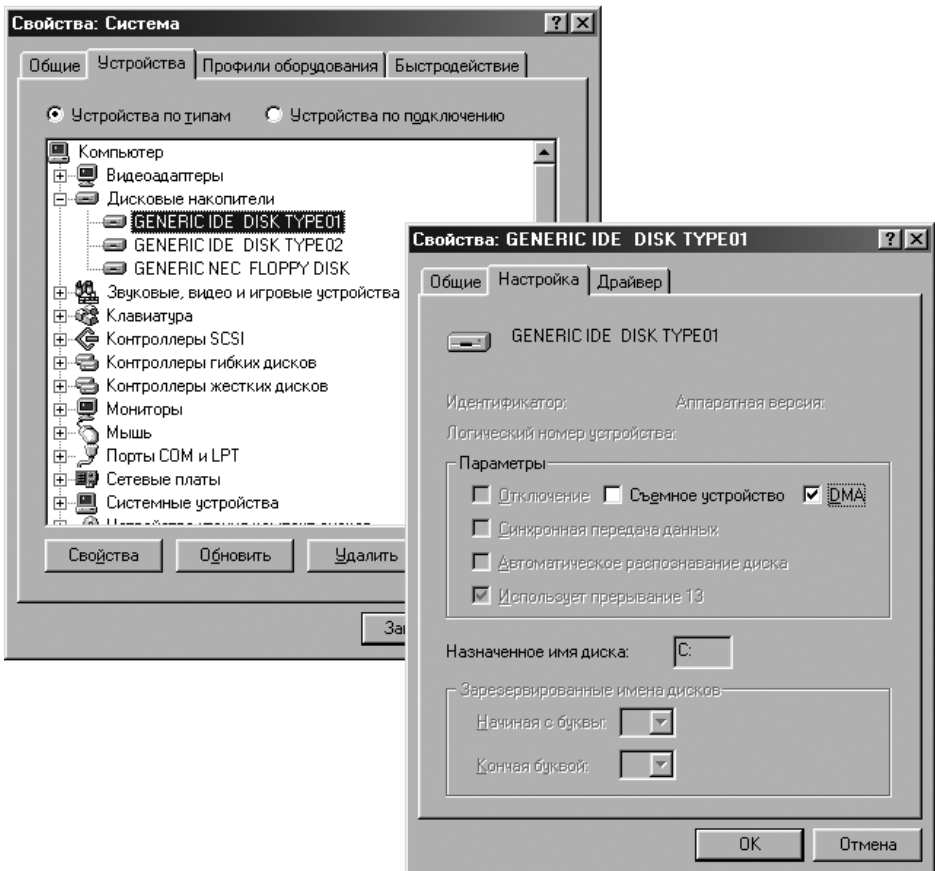 Свойства: Система
Общие Устройства Профили оборудования Быстродействие
Устройства по типам Устройства по подключению
Компьютер
Видеоадаптеры
Дисковые накопители
GENERIC IDE DISK TYPE01
GENERIC IDE DISK TYPE02
GENERIC NEC FLOPPY DISK
Звуковые, видео и игровые устройства
Клавиатура
Контроллеры SCSI
Контроллеры гибких дисков
Контроллеры жестких дисков
Мониторы
Мышь
Порты COM и LPT
Сетевые платы
Системные устройства
Свойства Обновить Удалить
Свойства: GENERIC IDE DISK TYPE01
Общие Настройка Драйвер
GENERIC IDE DISK TYPE01
Идентификатор: Аппаратная версия:
Логический номер устройства:
Параметры
Отключение Съемное устройство DMA
Синхронная передача данных
Автоматическое распознавание диска
Использует прерывание 13
Назначенное имя диска: C:
Зарезервированные имена дисков
Начиная с буквы:
Кончая буквой:
OK Отмена